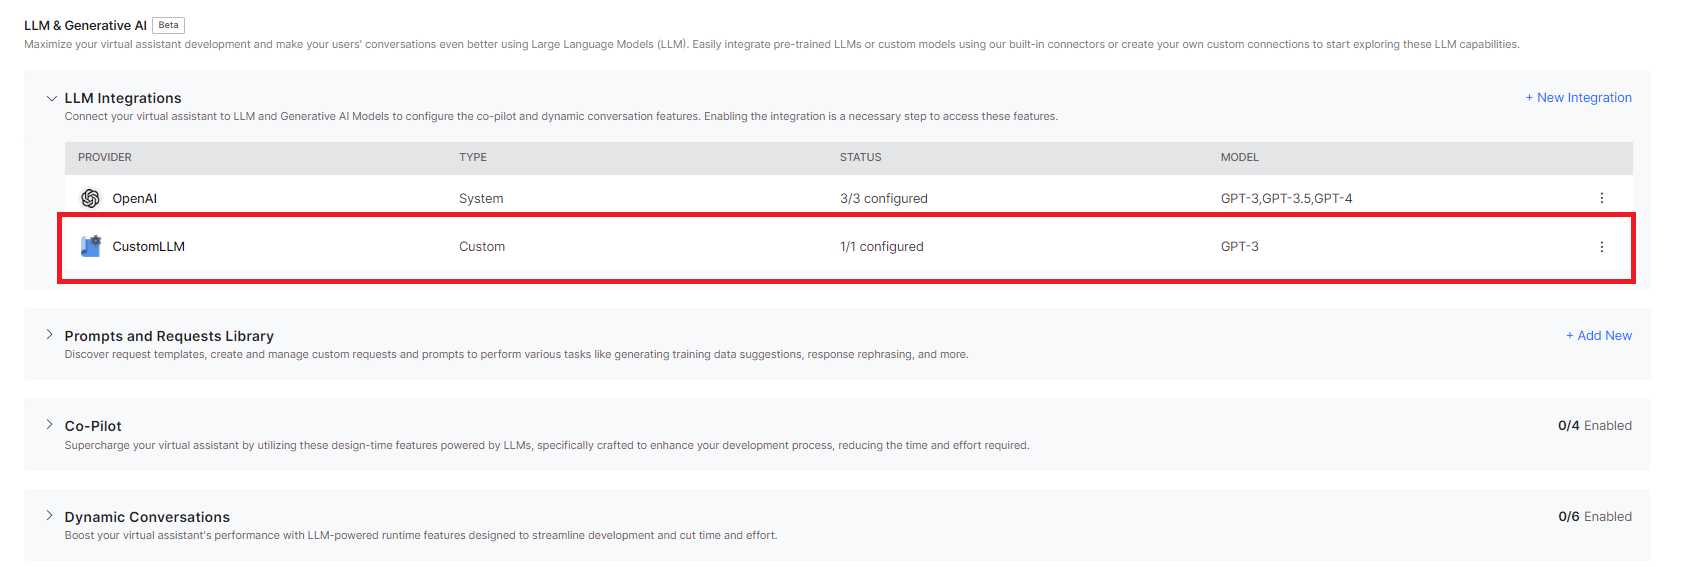 LLM & Generative AI Beta
Maximize your virtual assistant development and make your users' conversations even better using Large Language Models (LLM). Easily integrate pre-trained LLMs or custom models using our built-in connectors or create your own custom connections to start exploring these LLM capabilities.
LLM Integrations + New Integration
Connect your virtual assistant to LLM and Generative AI Models to configure the co-pilot and dynamic conversation features. Enabling the integration is a necessary step to access these features.
PROVIDER TYPE STATUS MODEL
OpenAI System 3/3 configured GPT-3,GPT-3.5,GPT-4
CustomLLM Custom 1/1 configured GPT-3
Prompts and Requests Library + Add New
Discover request templates, create and manage custom requests and prompts to perform various tasks like generating training data suggestions, response rephrasing, and more.
Co-Pilot 0/4 Enabled
Supercharge your virtual assistant by utilizing these design-time features powered by LLMs, specifically crafted to enhance your development process, reducing the time and effort required.
Dynamic Conversations 0/6 Enabled
Boost your virtual assistant's performance with LLM-powered runtime features designed to streamline development and cut time and effort.